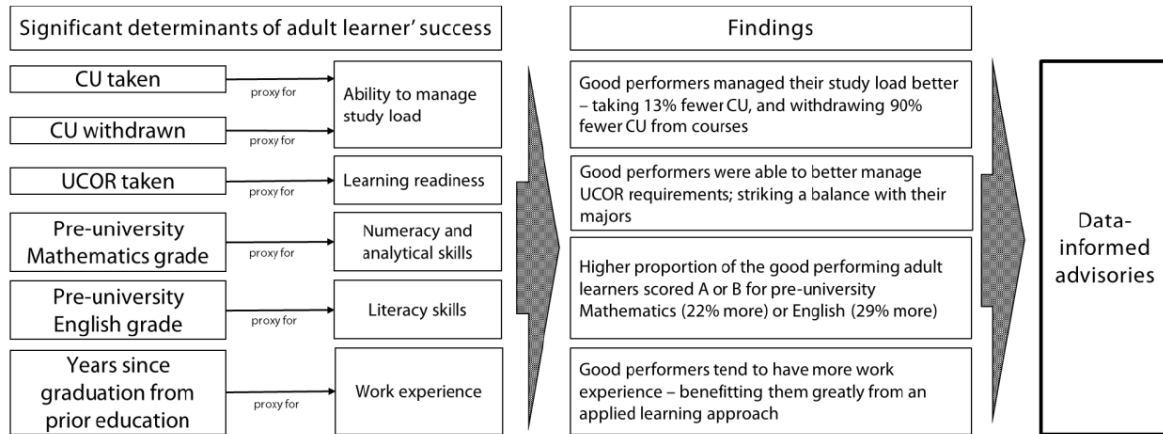 Significant determinants of adult learner’ success
Findings
CU taken
proxy for
CU withdrawn
proxy for
Ability to manage
study load
UCOR taken
proxy for
Learning readiness
Pre-university
Mathematics grade
proxy for
Numeracy and
analytical skills
Pre-university
English grade
proxy for
Literacy skills
Years since
graduation from
prior education
proxy for
Work experience
Good performers managed their study load better
– taking 13% fewer CU, and withdrawing 90%
fewer CU from courses
Good performers were able to better manage
UCOR requirements; striking a balance with their
majors
Higher proportion of the good performing adult
learners scored A or B for pre-university
Mathematics (22% more) or English (29% more)
Good performers tend to have more work
experience – benefitting them greatly from an
applied learning approach
Data-
informed
advisories